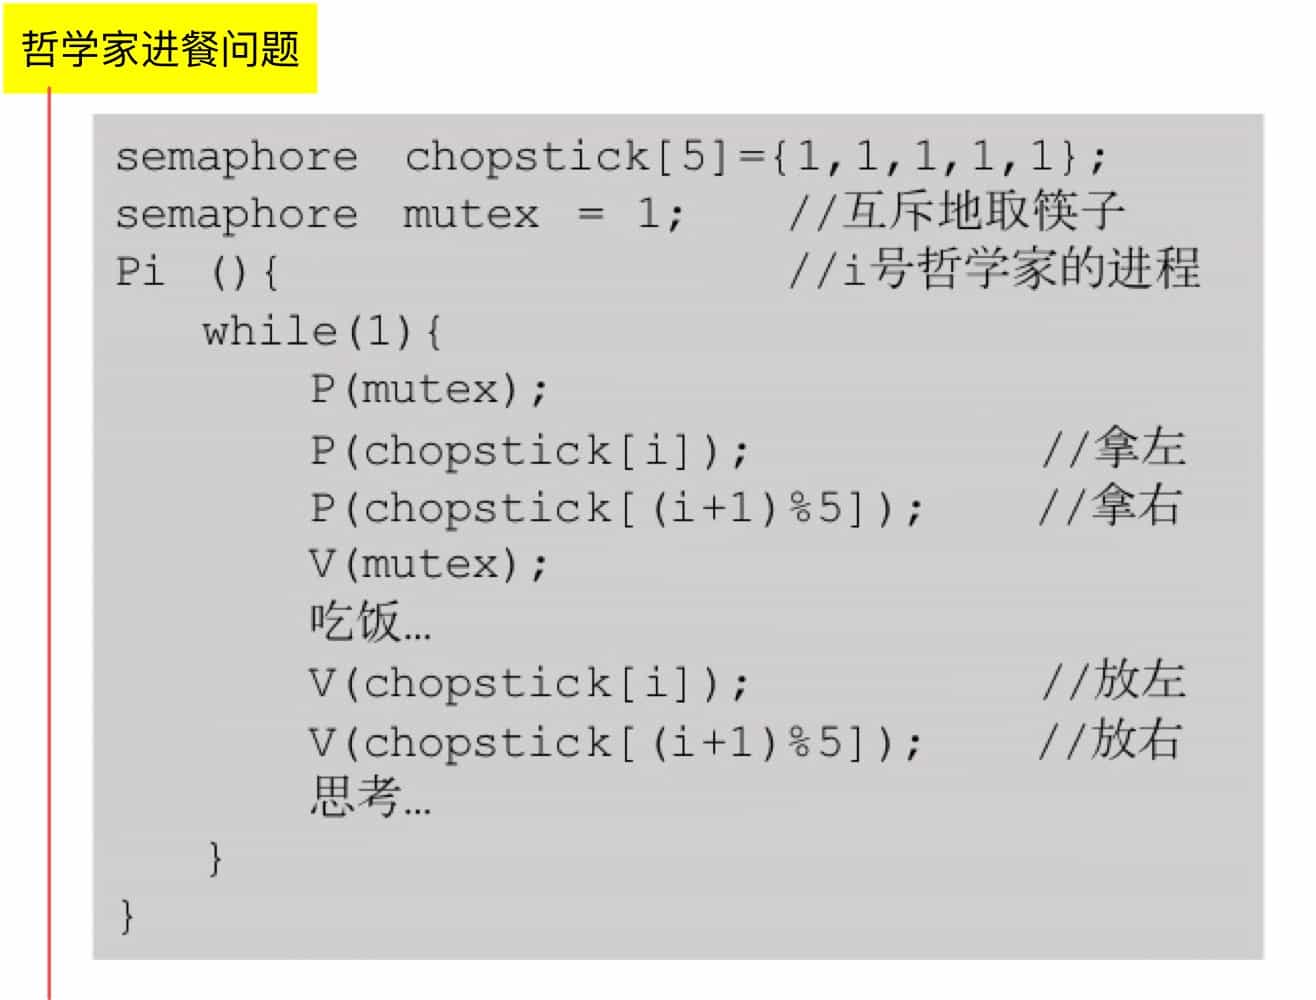 哲学家进餐问题
semaphore chopstick[5]={1,1,1,1,1};
semaphore mutex = 1; //互斥地取筷子
Pi (){ //i号哲学家的进程
while(1){
P(mutex);
P(chopstick[i]); //拿左
P(chopstick[(i+1)%5]); //拿右
V(mutex);
吃饭…
V(chopstick[i]); //放左
V(chopstick[(i+1)%5]); //放右
思考…
}
}